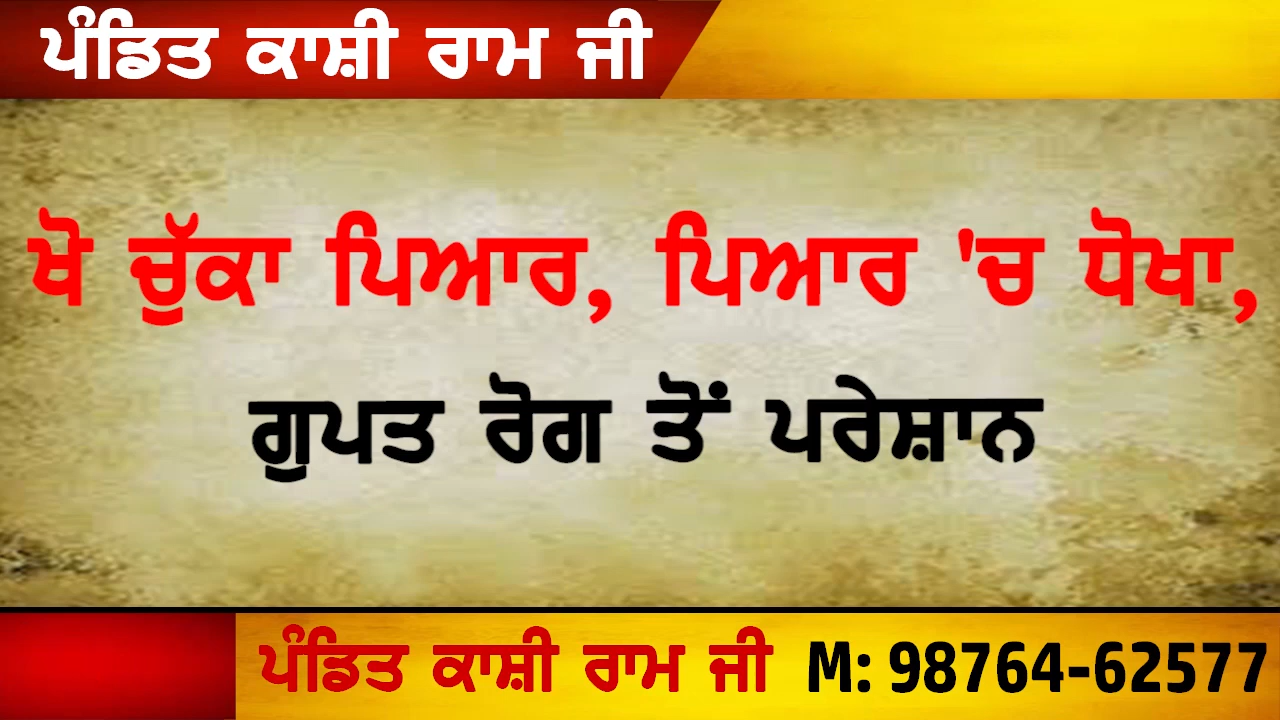 ਪੰਡਿਤ ਕਾਸ਼ੀ ਰਾਮ ਜੀ
ਖੋ ਚੁੱਕਾ ਪਿਆਰ, ਪਿਆਰ 'ਚ ਧੋਖਾ,
ਗੁਪਤ ਰੋਗ ਤੋਂ ਪਰੇਸ਼ਾਨ
ਪੰਡਿਤ ਕਾਸ਼ੀ ਰਾਮ ਜੀ M: 98764-62577